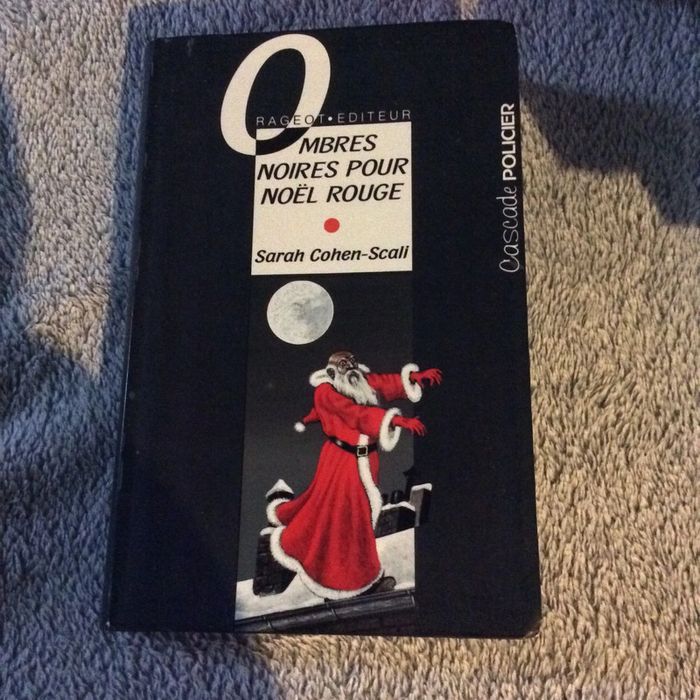 RAGEOT•EDITEUR
OMBRES
NOIRES POUR
NOËL ROUGE
Sarah Cohen-Scali
Cascade POLICIER